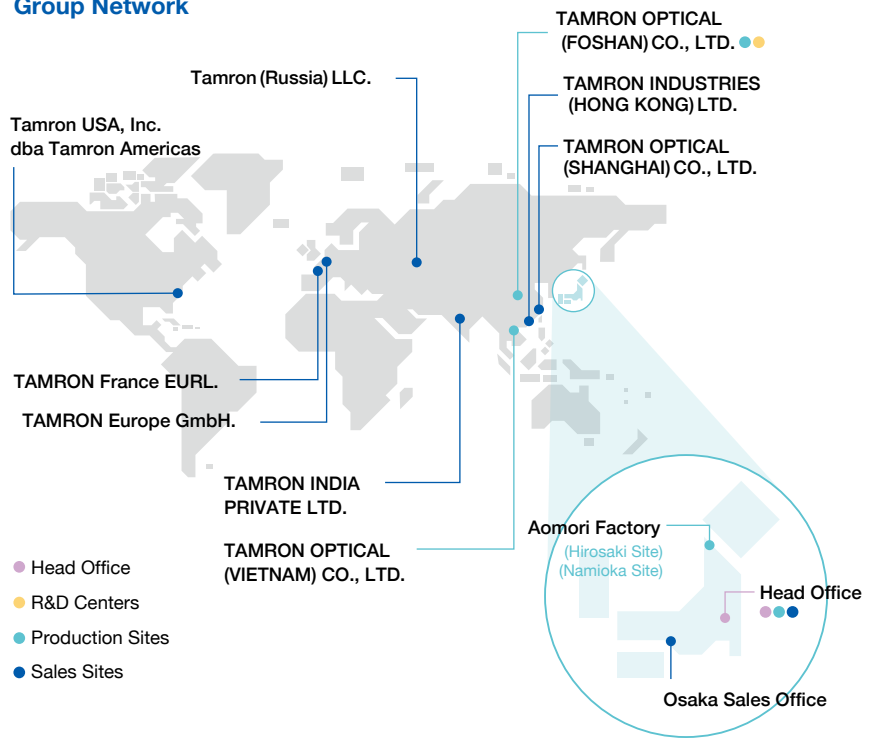 Group Network
TAMRON OPTICAL
(FOSHAN) CO., LTD.
Tamron (Russia) LLC.
TAMRON INDUSTRIES
(HONG KONG) LTD.
Tamron USA, Inc.
dba Tamron Americas
TAMRON OPTICAL
(SHANGHAI) CO., LTD.
TAMRON France EURL.
TAMRON Europe GmbH.
TAMRON INDIA
PRIVATE LTD.
TAMRON OPTICAL
(VIETNAM) CO., LTD.
Aomori Factory
(Hirosaki Site)
(Namioka Site)
Head Office
Osaka Sales Office
Head Office
R&D Centers
Production Sites
Sales Sites